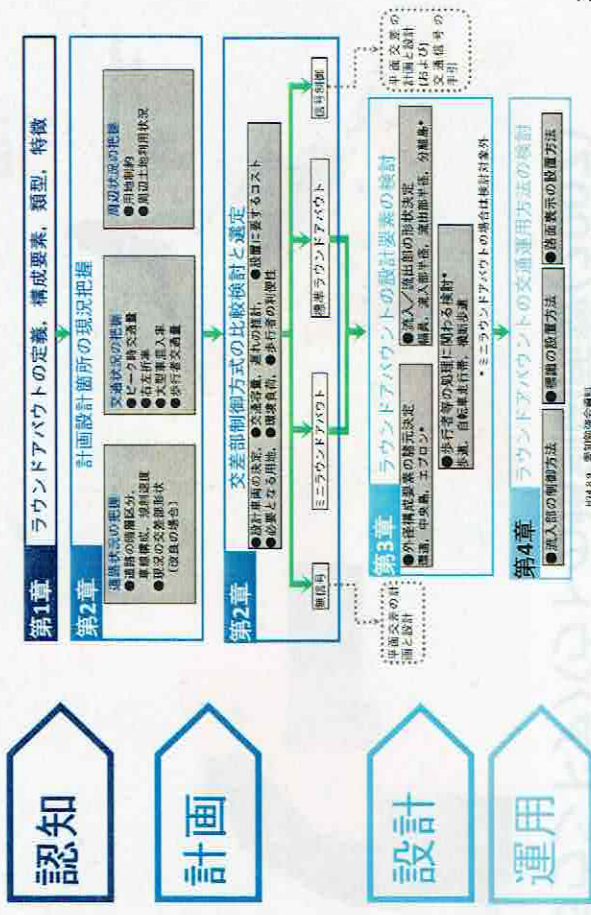 認知
計画
設計
運用
第1章 ラウンドアバウトの定義，構成要素，類型，特徴
第2章 計画設計箇所の現況把握
道路状況の把握
●道路の階層区分，
車線構成，規制速度
●現況の交差部形状
（改良の場合）
交通状況の把握
●ピーク時交通量
●右左折率
●大型車混入率
●歩行者交通量
周辺状況の把握
●用地制約
●周辺土地利用状況
第2章 交差部制御方式の比較検討と選定
●設計車両の決定， ●交通容量，遅れの推計， ●設置に要するコスト
●必要となる用地， ●環境負荷， ●歩行者の利便性
無信号
ミニラウンドアバウト
標準ラウンドアバウト
信号制御
平面交差の計
画と設計
平面交差の
計画と設計
（および）
交通信号の
手引
第3章 ラウンドアバウトの設計要素の検討
●外径構成要素の諸元決定
環道，中央島，エプロン*
●流入／流出部の形状決定
幅員，流入部半径，流出部半径，分離島*
●歩行者等の処理に関わる検討*
歩道，自転車走行帯，横断歩道
*ミニラウンドアバウトの場合は検討対象外
第4章 ラウンドアバウトの交通運用方法の検討
●流入部の制御方法
●標識の設置方法
●路面表示の設置方法